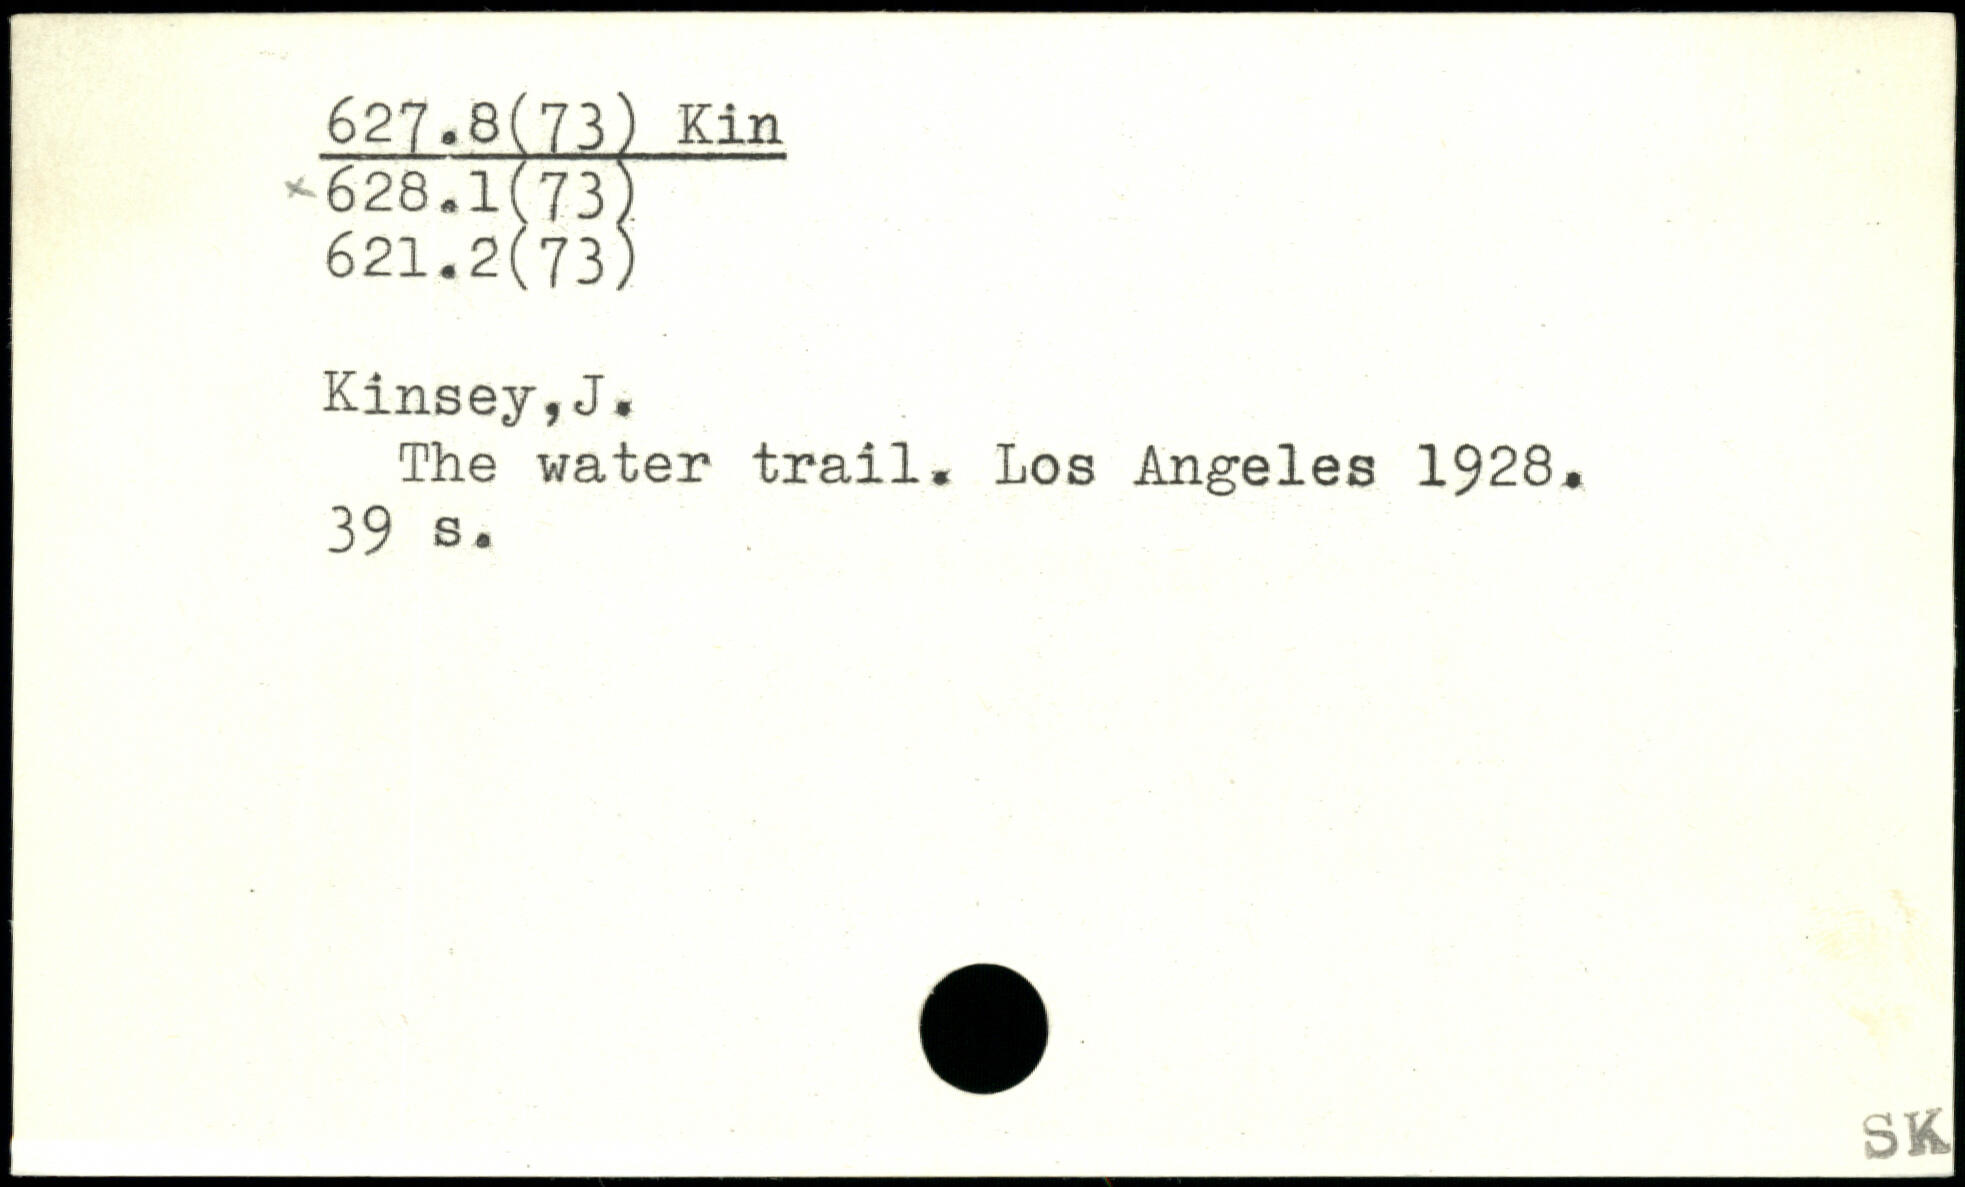 627.8(73) Kin
×628.1(73)
621.2(73)
Kinsey,J.
The water trail. Los Angeles 1928.
39 s.
SK